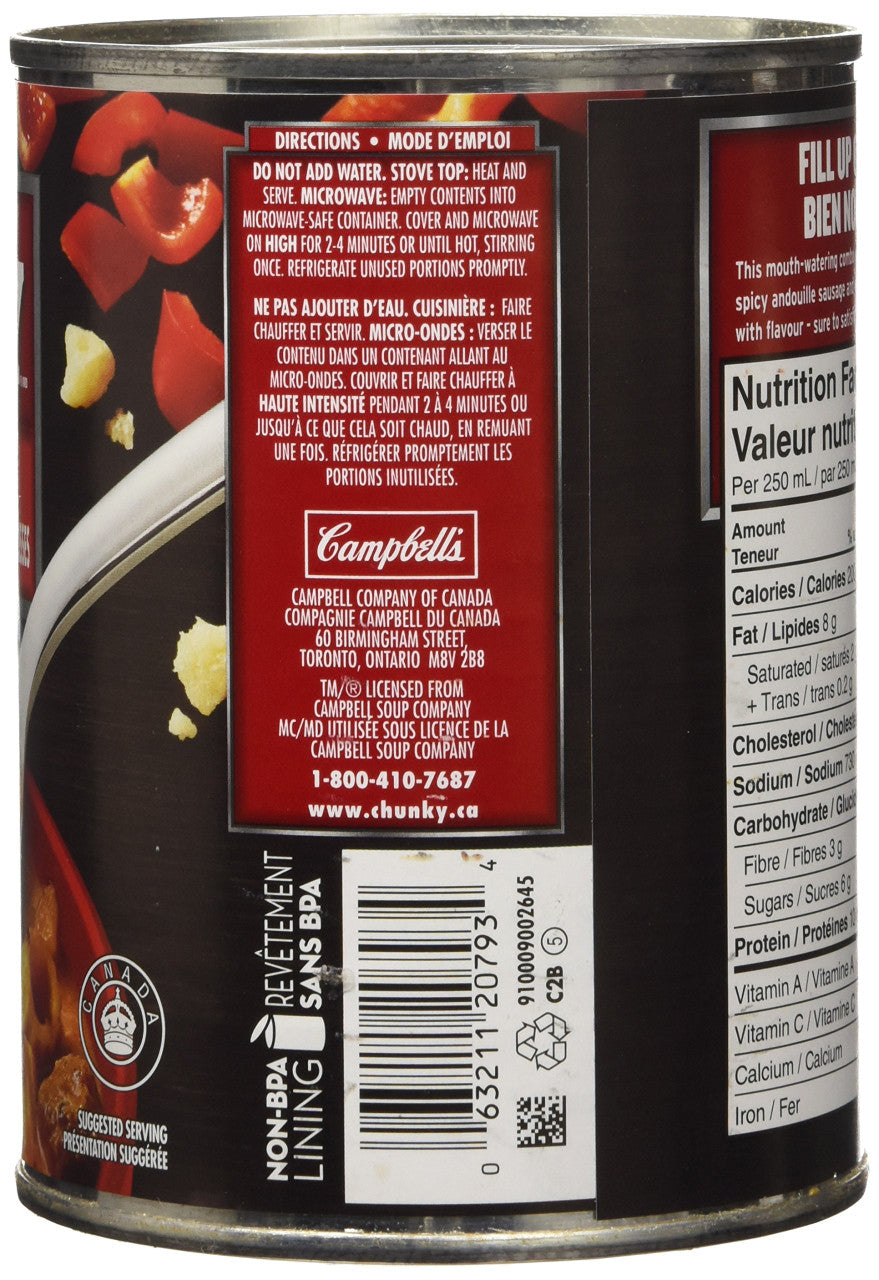 DIRECTIONS • MODE D'EMPLOI
DO NOT ADD WATER. STOVE TOP: HEAT AND
SERVE. MICROWAVE: EMPTY CONTENTS INTO
MICROWAVE-SAFE CONTAINER. COVER AND MICROWAVE
ON HIGH FOR 2-4 MINUTES OR UNTIL HOT, STIRRING
ONCE. REFRIGERATE UNUSED PORTIONS PROMPTLY.
NE PAS AJOUTER D'EAU. CUISINIÈRE : FAIRE
CHAUFFER ET SERVIR. MICRO-ONDES : VERSER LE
CONTENU DANS UN CONTENANT ALLANT AU
MICRO-ONDES. COUVRIR ET FAIRE CHAUFFER À
HAUTE INTENSITÉ PENDANT 2 À 4 MINUTES OU
JUSQU'À CE QUE CELA SOIT CHAUD, EN REMUANT
UNE FOIS. RÉFRIGÉRER PROMPTEMENT LES
PORTIONS INUTILISÉES.
Campbell's
CAMPBELL COMPANY OF CANADA
COMPAGNIE CAMPBELL DU CANADA
60 BIRMINGHAM STREET,
TORONTO, ONTARIO M8V 2B8
TM/® LICENSED FROM
CAMPBELL SOUP COMPANY
MC/MD UTILISÉE SOUS LICENCE DE LA
CAMPBELL SOUP COMPANY
1-800-410-7687
www.chunky.ca
NON-BPA
LINING
REVÊTEMENT
SANS BPA
0 63211 20793 4
910009002645
C2B 5
CANADA
SUGGESTED SERVING
PRÉSENTATION SUGGÉRÉE
FILL UP
BIEN
This mouth-watering
spicy andouille sausage and
with flavour - sure to
Nutrition
Valeur
Per 250 mL / par 250
Amount
Teneur
Calories / Calories
Fat / Lipides 8 g
Saturated / saturés
+ Trans / trans 0.2 g
Cholesterol
Sodium / Sodium
Carbohydrate
Fibre / Fibres 3 g
Sugars / Sucres 6 g
Protein / Protéines
Vitamin A / Vitamine A
Vitamin C / Vitamine C
Calcium / Calcium
Iron / Fer